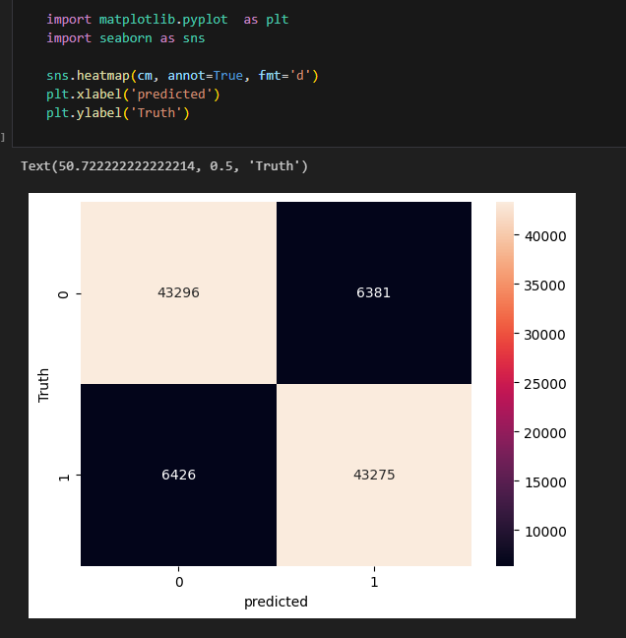 import matplotlib.pyplot  as plt
import seaborn as sns
sns.heatmap(cm, annot=True, fmt='d')
plt.xlabel('predicted')
plt.ylabel('Truth')
]
Text(50.722222222222214, 0.5, 'Truth')
40000
43296 6381
0
35000
30000
Truth
25000
20000
6426 43275
1
15000
10000
0 1
predicted